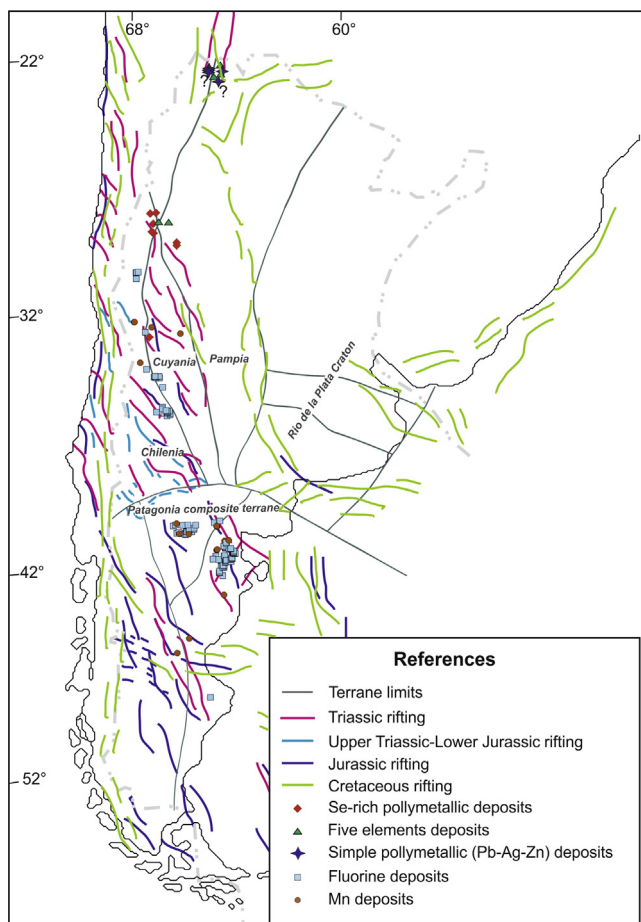 68° 60°
22°
?
?
32°
Cuyania
Pampia
Río de la Plata Craton
Chilenia
Patagonia composite terrane
42°
52°
References
Terrane limits
Triassic rifting
Upper Triassic-Lower Jurassic rifting
Jurassic rifting
Cretaceous rifting
Se-rich pollymetallic deposits
Five elements deposits
Simple pollymetallic (Pb-Ag-Zn) deposits
Fluorine deposits
Mn deposits